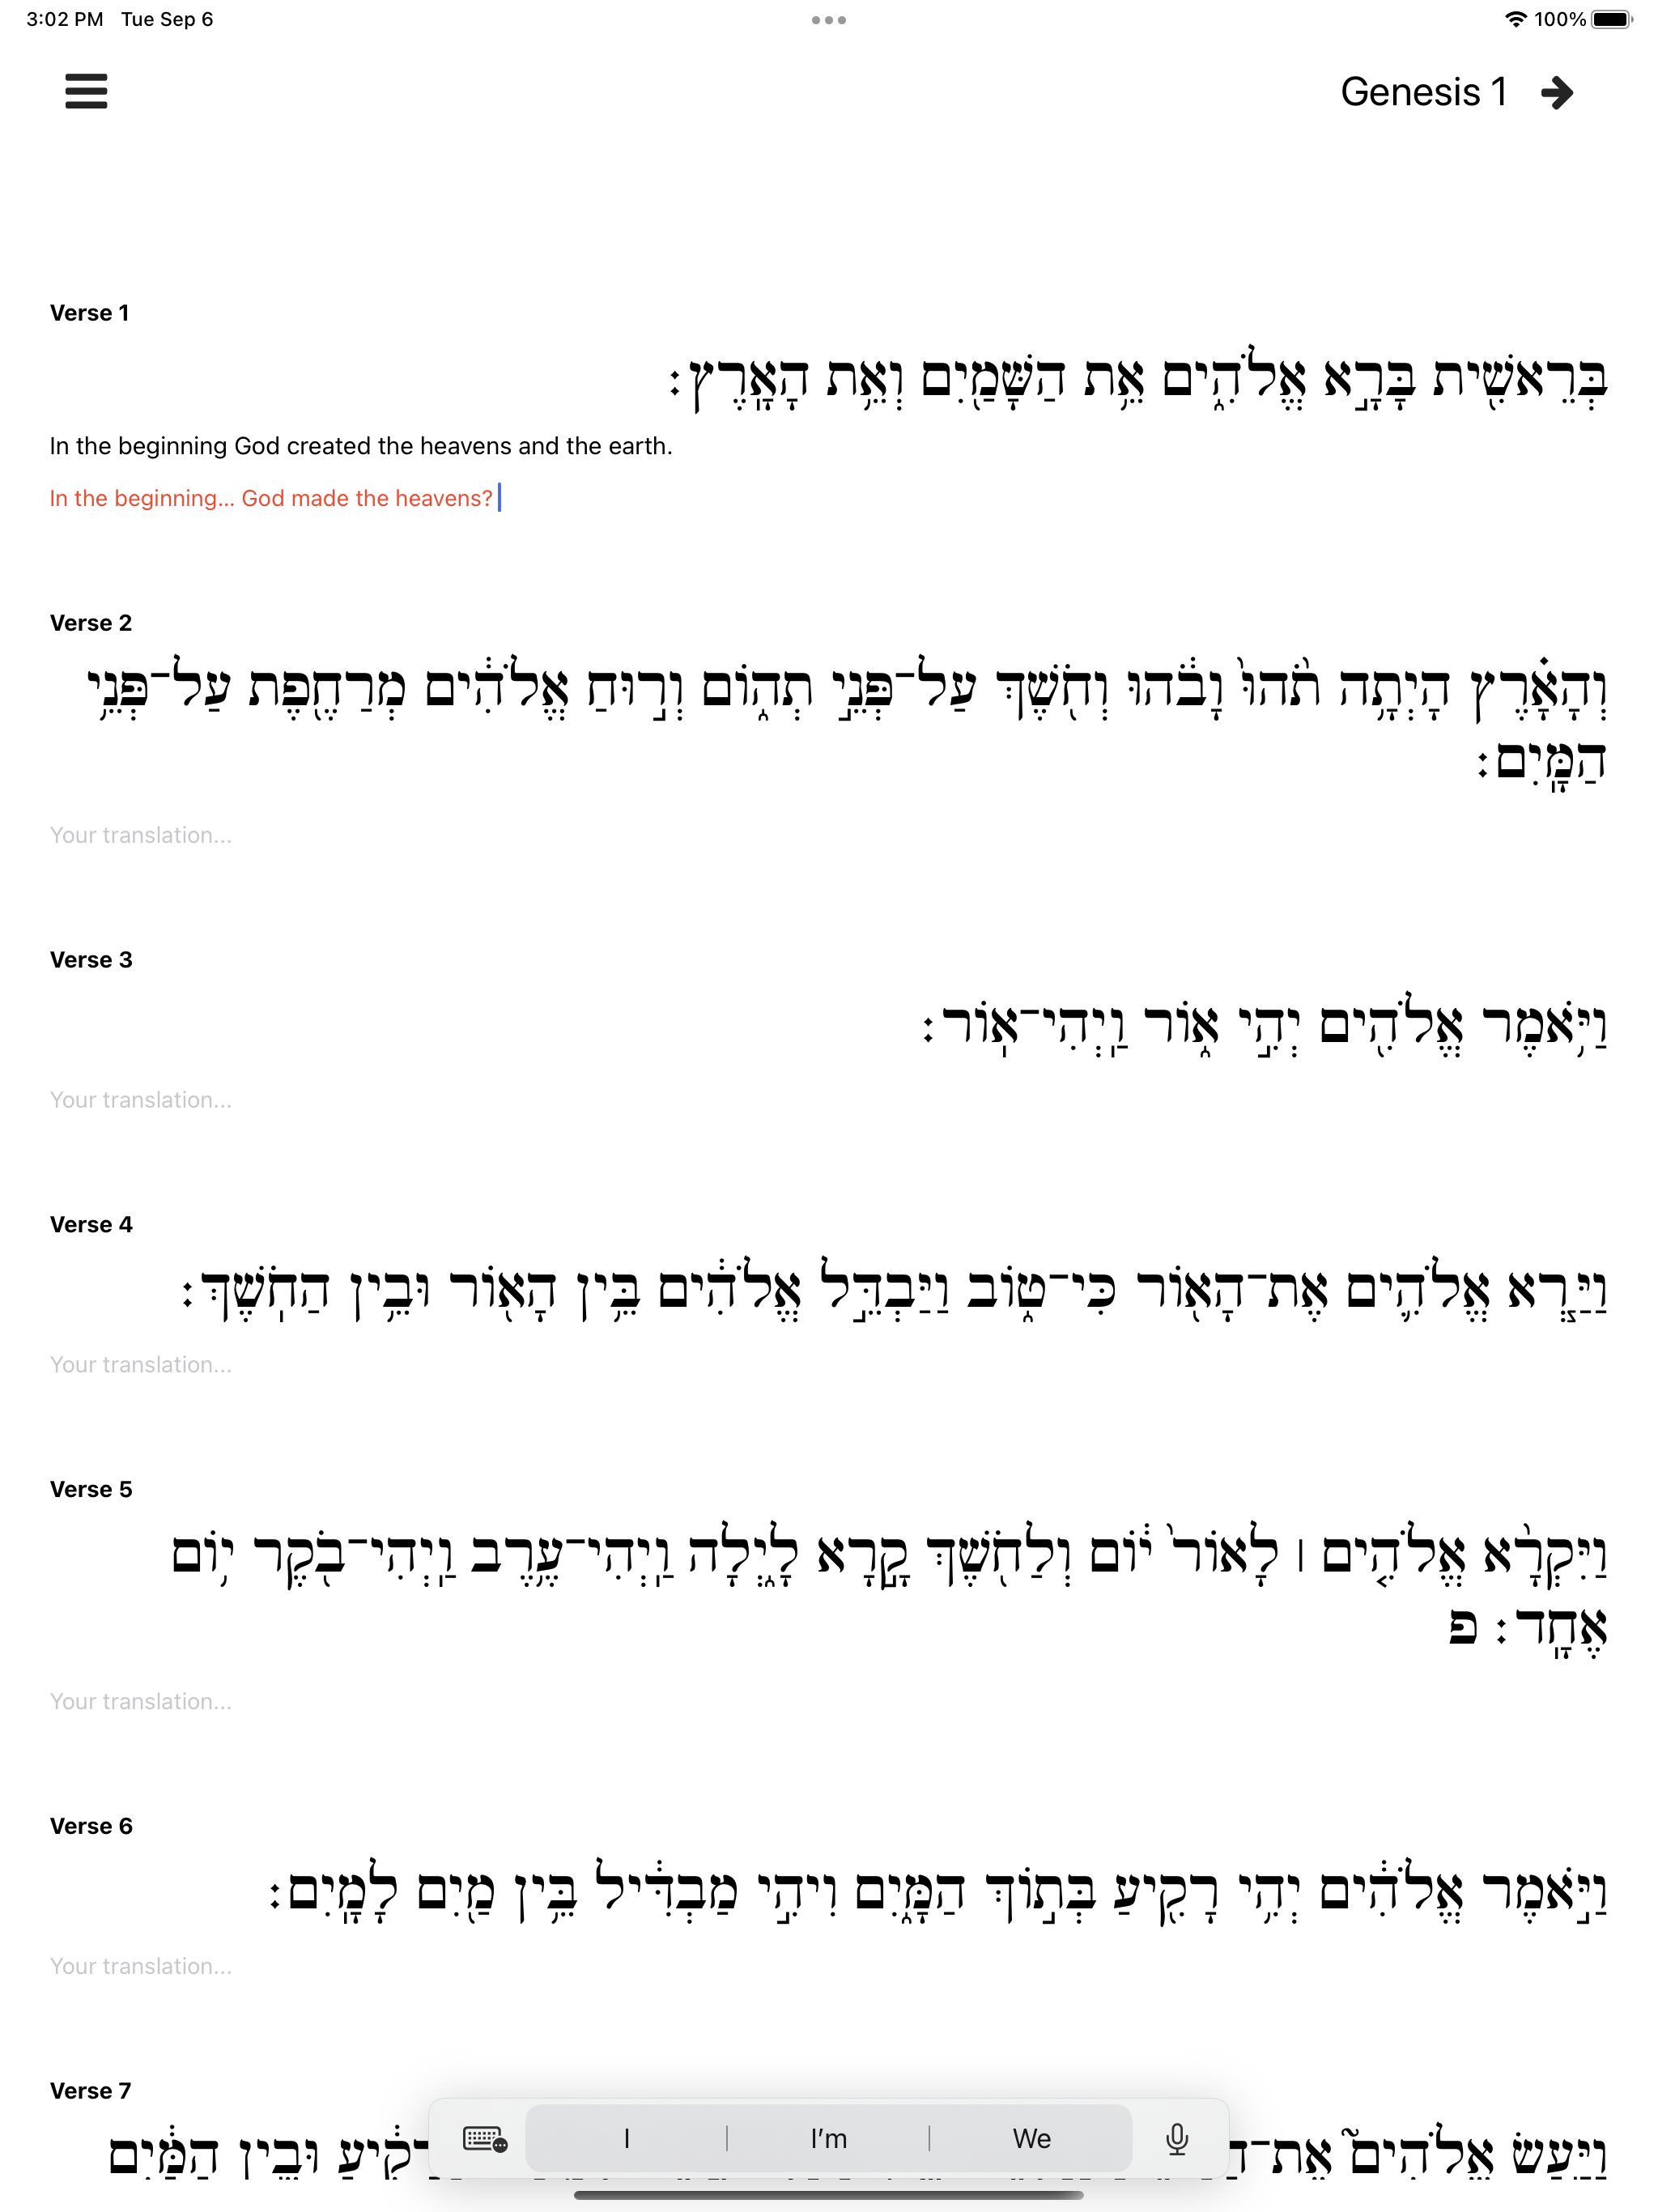 3:02 PM Tue Sep 6 100%
Genesis 1
Verse 1
בְּרֵאשִׁ֖ית בָּרָ֣א אֱלֹהִ֑ים אֵ֥ת הַשָּׁמַ֖יִם וְאֵ֥ת הָאָֽרֶץ׃
In the beginning God created the heavens and the earth.
In the beginning... God made the heavens?
Verse 2
וְהָאָ֗רֶץ הָיְתָ֥ה תֹ֙הוּ֙ וָבֹ֔הוּ וְחֹ֖שֶׁךְ עַל־פְּנֵ֣י תְה֑וֹם וְר֣וּחַ אֱלֹהִ֔ים מְרַחֶ֖פֶת עַל־פְּנֵ֥י
הַמָּֽיִם׃
Your translation...
Verse 3
וַיֹּ֥אמֶר אֱלֹהִ֖ים יְהִ֣י א֑וֹר וַֽיְהִי־אֽוֹר׃
Your translation...
Verse 4
וַיַּ֧רְא אֱלֹהִ֛ים אֶת־הָא֖וֹר כִּי־ט֑וֹב וַיַּבְדֵּ֣ל אֱלֹהִ֔ים בֵּ֥ין הָא֖וֹר וּבֵ֥ין הַחֹֽשֶׁךְ׃
Your translation...
Verse 5
וַיִּקְרָ֨א אֱלֹהִ֤ים ׀ לָאוֹר֙ י֔וֹם וְלַחֹ֖שֶׁךְ קָ֣רָא לָ֑יְלָה וַֽיְהִי־עֶ֥רֶב וַֽיְהִי־בֹ֖קֶר י֥וֹם
אֶחָֽד׃ פ
Your translation...
Verse 6
וַיֹּ֣אמֶר אֱלֹהִ֔ים יְהִ֥י רָקִ֖יעַ בְּת֣וֹךְ הַמָּ֑יִם וִיהִ֣י מַבְדִּ֔יל בֵּ֥ין מַ֖יִם לָמָֽיִם׃
Your translation...
Verse 7
וַיַּ֣עַשׂ אֱלֹהִים֮ וּבֵ֣ין הַמַּ֔יִם
I I'm We